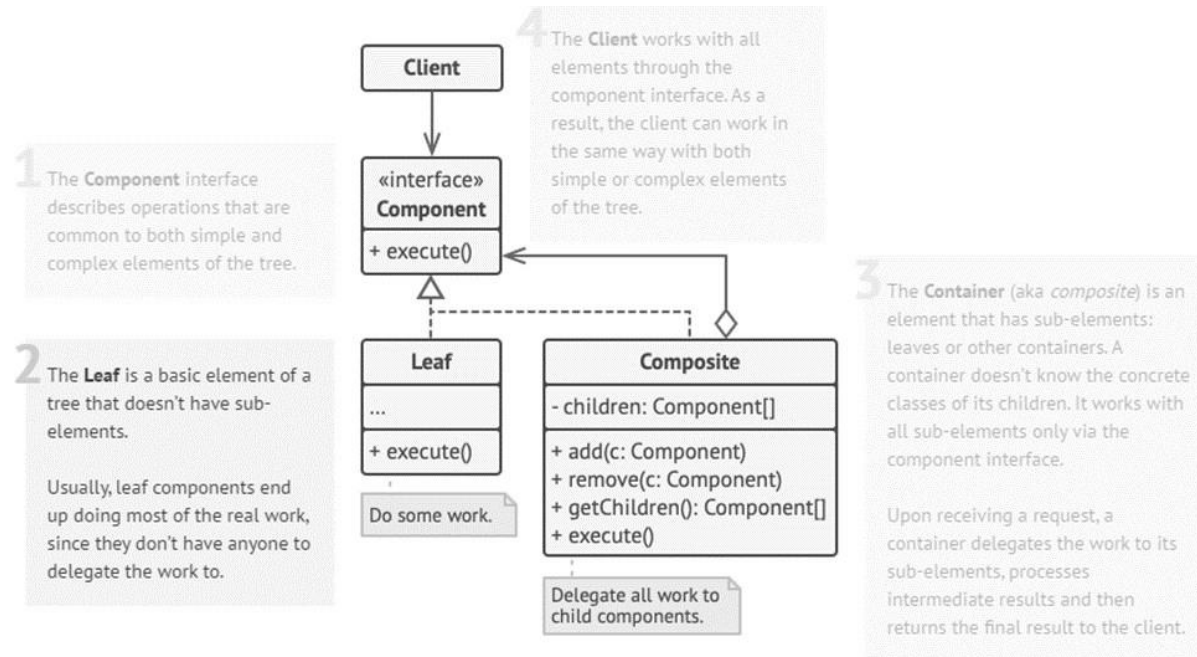 4
The Client works with all
elements through the
component interface. As a
result, the client can work in
the same way with both
simple or complex elements
of the tree.
Client
1
The Component interface
describes operations that are
common to both simple and
complex elements of the tree.
«interface»
Component
+ execute()
3
The Container (aka composite) is an
element that has sub-elements:
leaves or other containers. A
container doesn't know the concrete
classes of its children. It works with
all sub-elements only via the
component interface.
Upon receiving a request, a
container delegates the work to its
sub-elements, processes
intermediate results and then
returns the final result to the client.
2
The Leaf is a basic element of a
tree that doesn't have sub-
elements.
Usually, leaf components end
up doing most of the real work,
since they don't have anyone to
delegate the work to.
Leaf
...
+ execute()
Do some work.
Composite
- children: Component[]
+ add(c: Component)
+ remove(c: Component)
+ getChildren(): Component[]
+ execute()
Delegate all work to
child components.